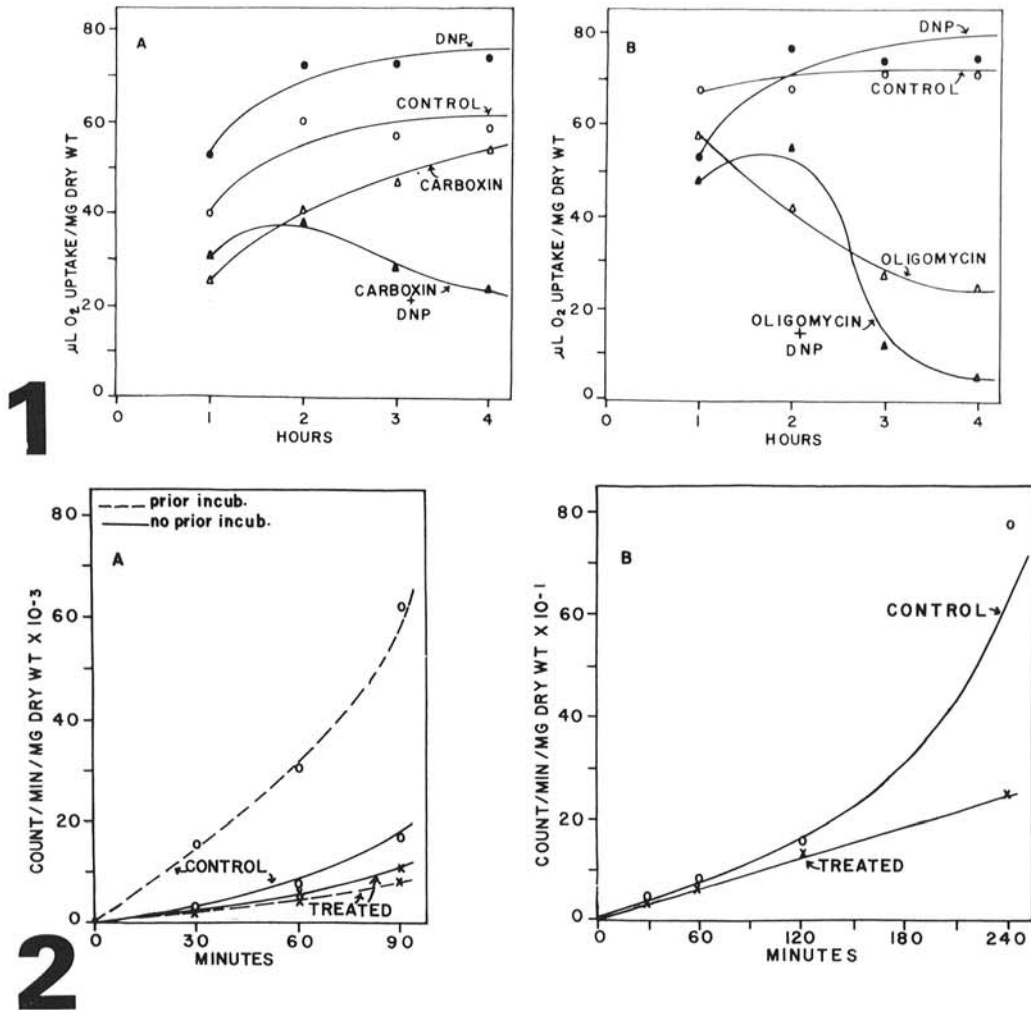 1
A
80
60
40
20
0
µL O2 UPTAKE/MG DRY WT
DNP
CONTROL
CARBOXIN
CARBOXIN
+
DNP
0 1 2 3 4
HOURS
B
80
60
40
20
0
µL O2 UPTAKE/MG DRY WT
DNP
CONTROL
OLIGOMYCIN
OLIGOMYCIN
+
DNP
0 1 2 3 4
HOURS
2
prior incub.
no prior incub.
A
80
60
40
20
0
COUNT/MIN/MG DRY WT X 10-3
CONTROL
TREATED
0 30 60 90
MINUTES
B
80
60
40
20
0
COUNT/MIN/MG DRY WT X 10-1
CONTROL
TREATED
0 60 120 180 240
MINUTES